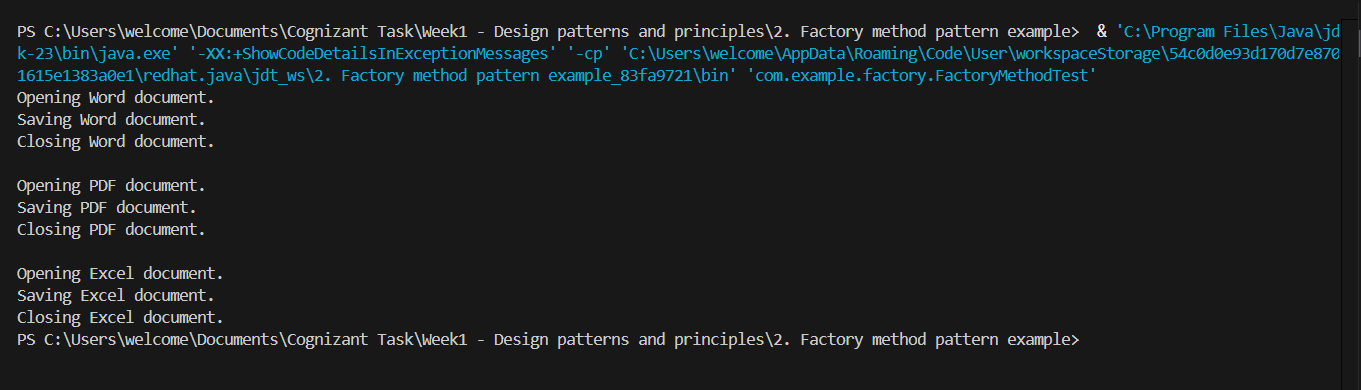 PS C:\Users\welcome\Documents\Cognizant Task\Week1 - Design patterns and principles\2. Factory method pattern example>  & 'C:\Program Files\Java\jd
k-23\bin\java.exe' '-XX:+ShowCodeDetailsInExceptionMessages' '-cp' 'C:\Users\welcome\AppData\Roaming\Code\User\workspaceStorage\54c0d0e93d170d7e870
1615e1383a0e1\redhat.java\jdt_ws\2. Factory method pattern example_83fa9721\bin' 'com.example.factory.FactoryMethodTest'
Opening Word document.
Saving Word document.
Closing Word document.
Opening PDF document.
Saving PDF document.
Closing PDF document.
Opening Excel document.
Saving Excel document.
Closing Excel document.
PS C:\Users\welcome\Documents\Cognizant Task\Week1 - Design patterns and principles\2. Factory method pattern example>